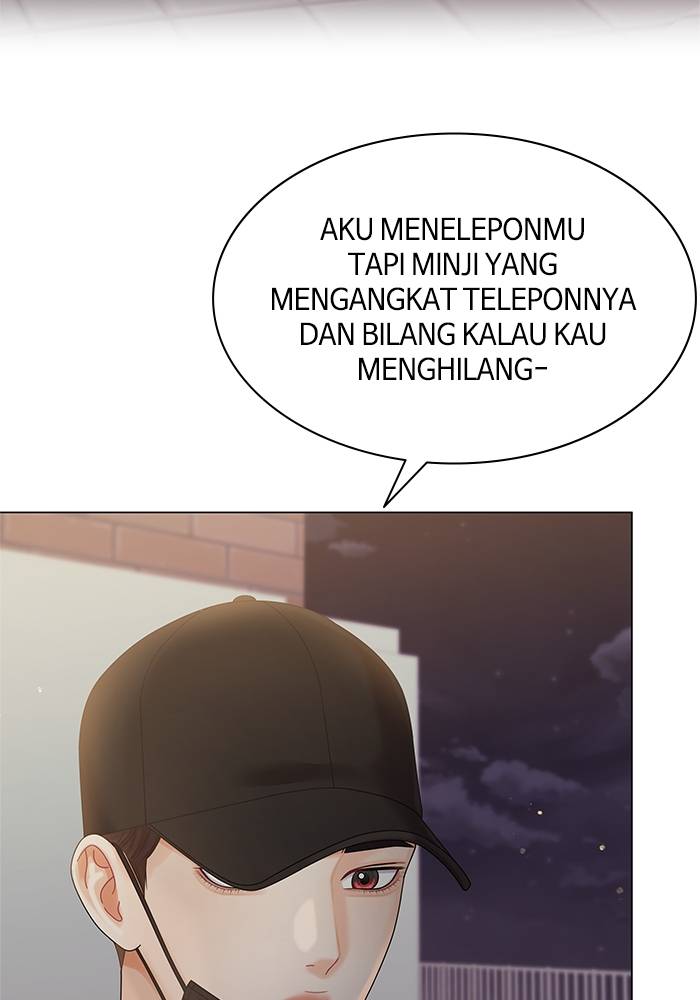 AKU MENELEPONMU
TAPI MINJI YANG
MENGANGKAT TELEPONNYA
DAN BILANG KALAU KAU
MENGHILANG-